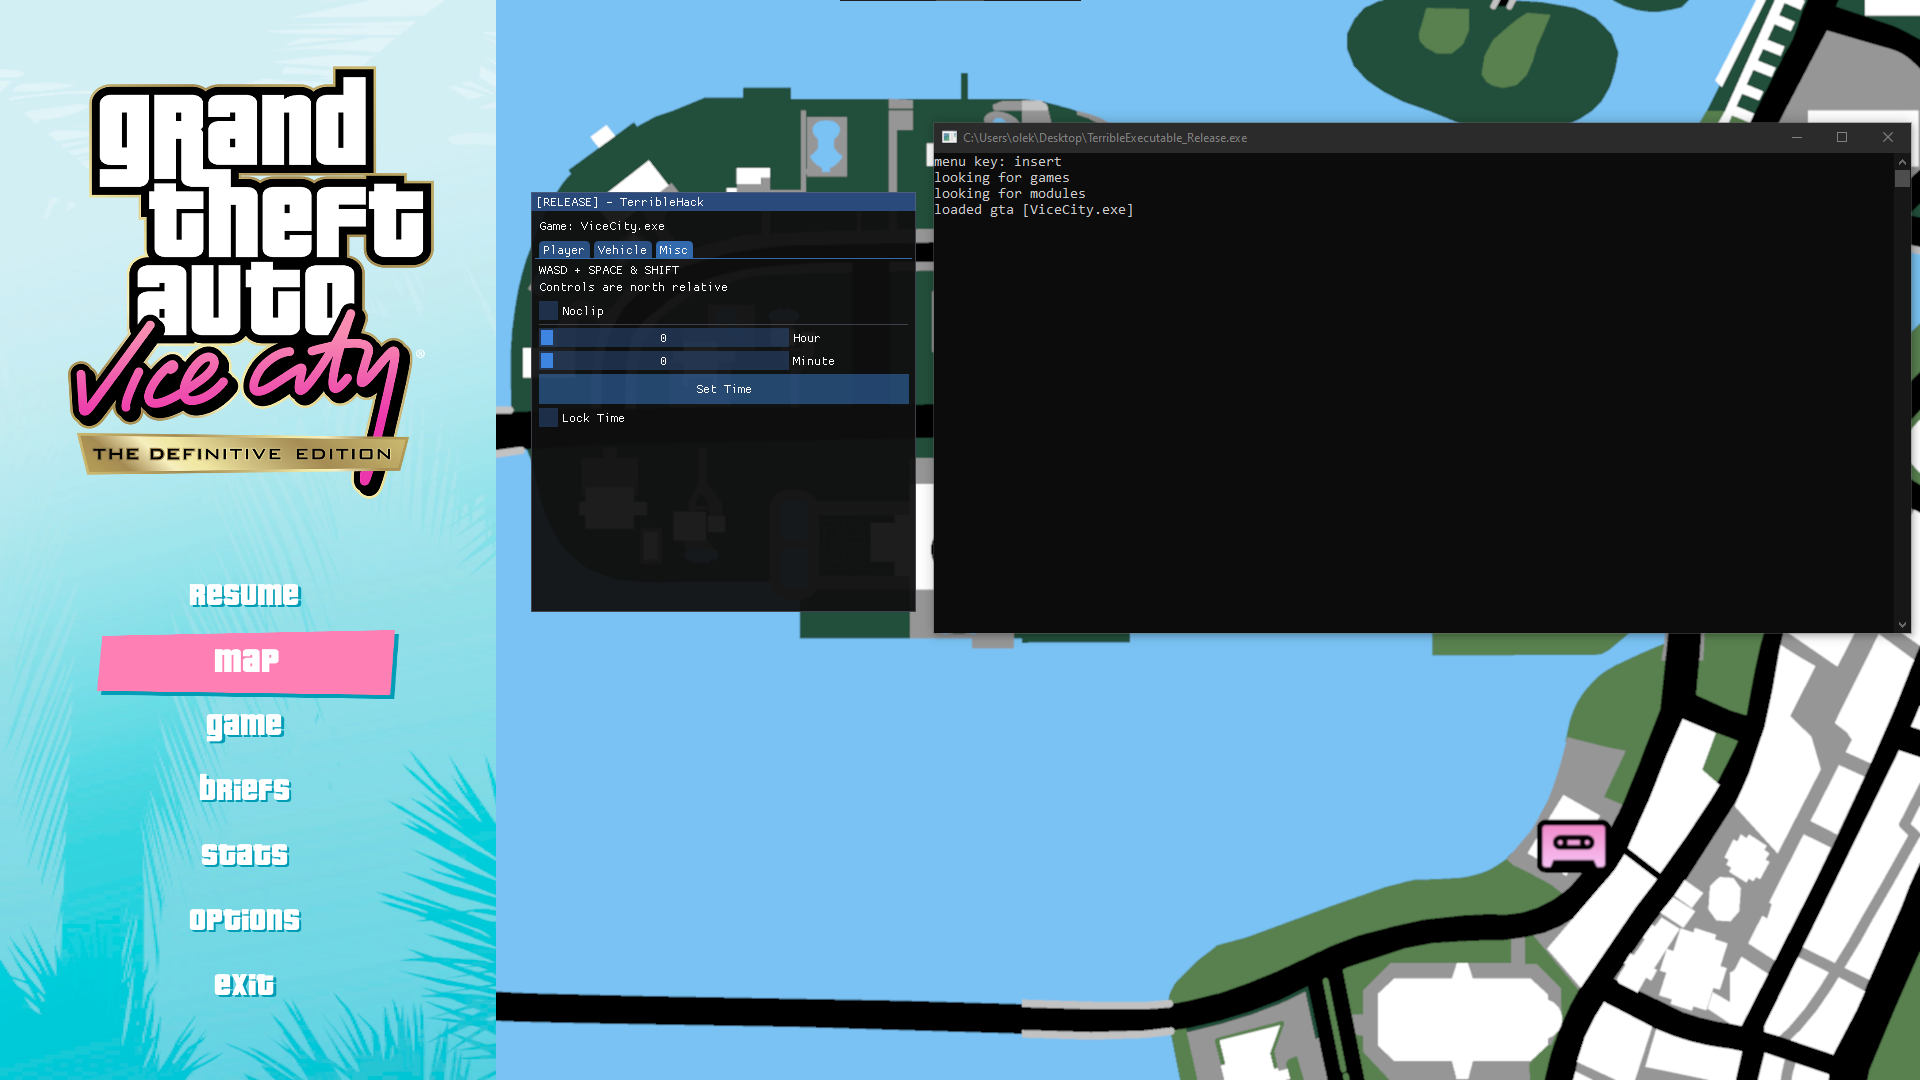 grand
theft
auto
Vice City
®
THE DEFINITIVE EDITION
resume
map
game
briefs
stats
options
exit
[RELEASE] - TerribleHack
Game: ViceCity.exe
Player Vehicle Misc
WASD + SPACE & SHIFT
Controls are north relative
Noclip
0 Hour
0 Minute
Set Time
Lock Time
C:\Users\olek\Desktop\TerribleExecutable_Release.exe
menu key: insert
looking for games
looking for modules
loaded gta [ViceCity.exe]